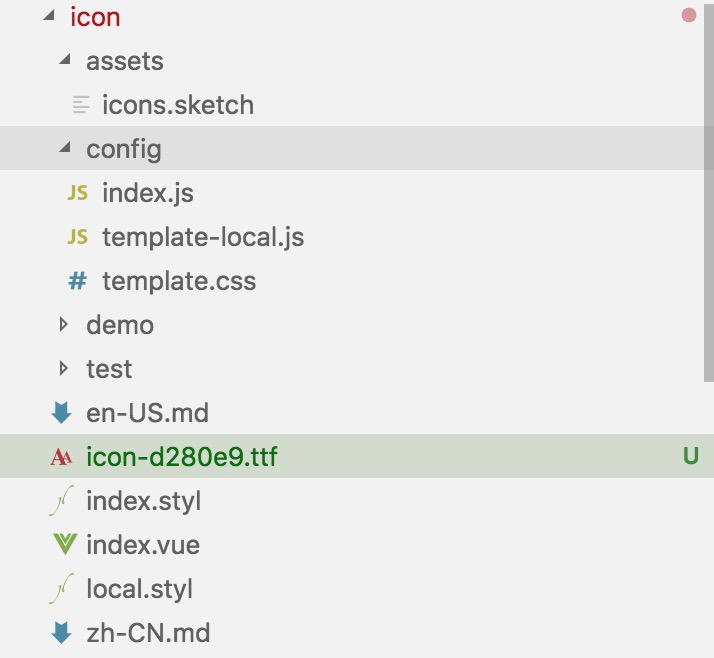 icon
assets
icons.sketch
config
JS index.js
JS template-local.js
# template.css
demo
test
en-US.md
icon-d280e9.ttf U
index.styl
index.vue
local.styl
zh-CN.md